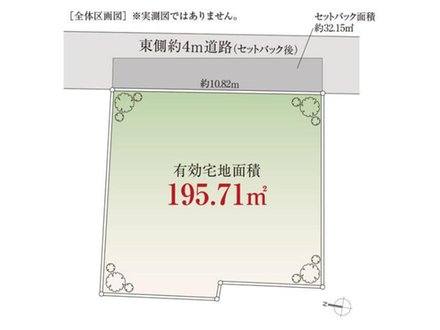 [全体区画図] ※実測図ではありません。
セットバック面積
約32.15㎡
東側約4m道路(セットバック後)
約10.82m
有効宅地面積
195.71㎡
N